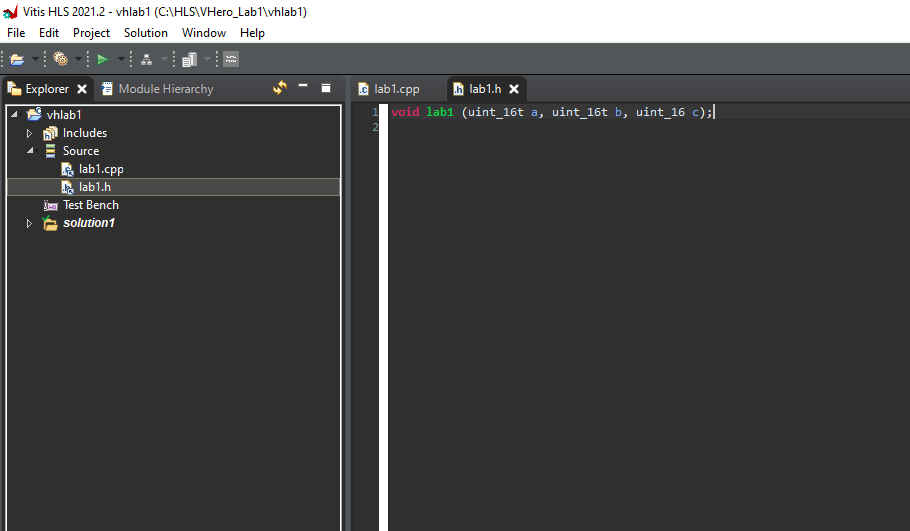 Vitis HLS 2021.2 - vhlab1 (C:\HLS\VHero_Lab1\vhlab1)
File Edit Project Solution Window Help
Explorer Module Hierarchy
lab1.cpp lab1.h
vhlab1
Includes
Source
lab1.cpp
lab1.h
Test Bench
solution1
1 void lab1 (uint_16t a, uint_16t b, uint_16 c);
2